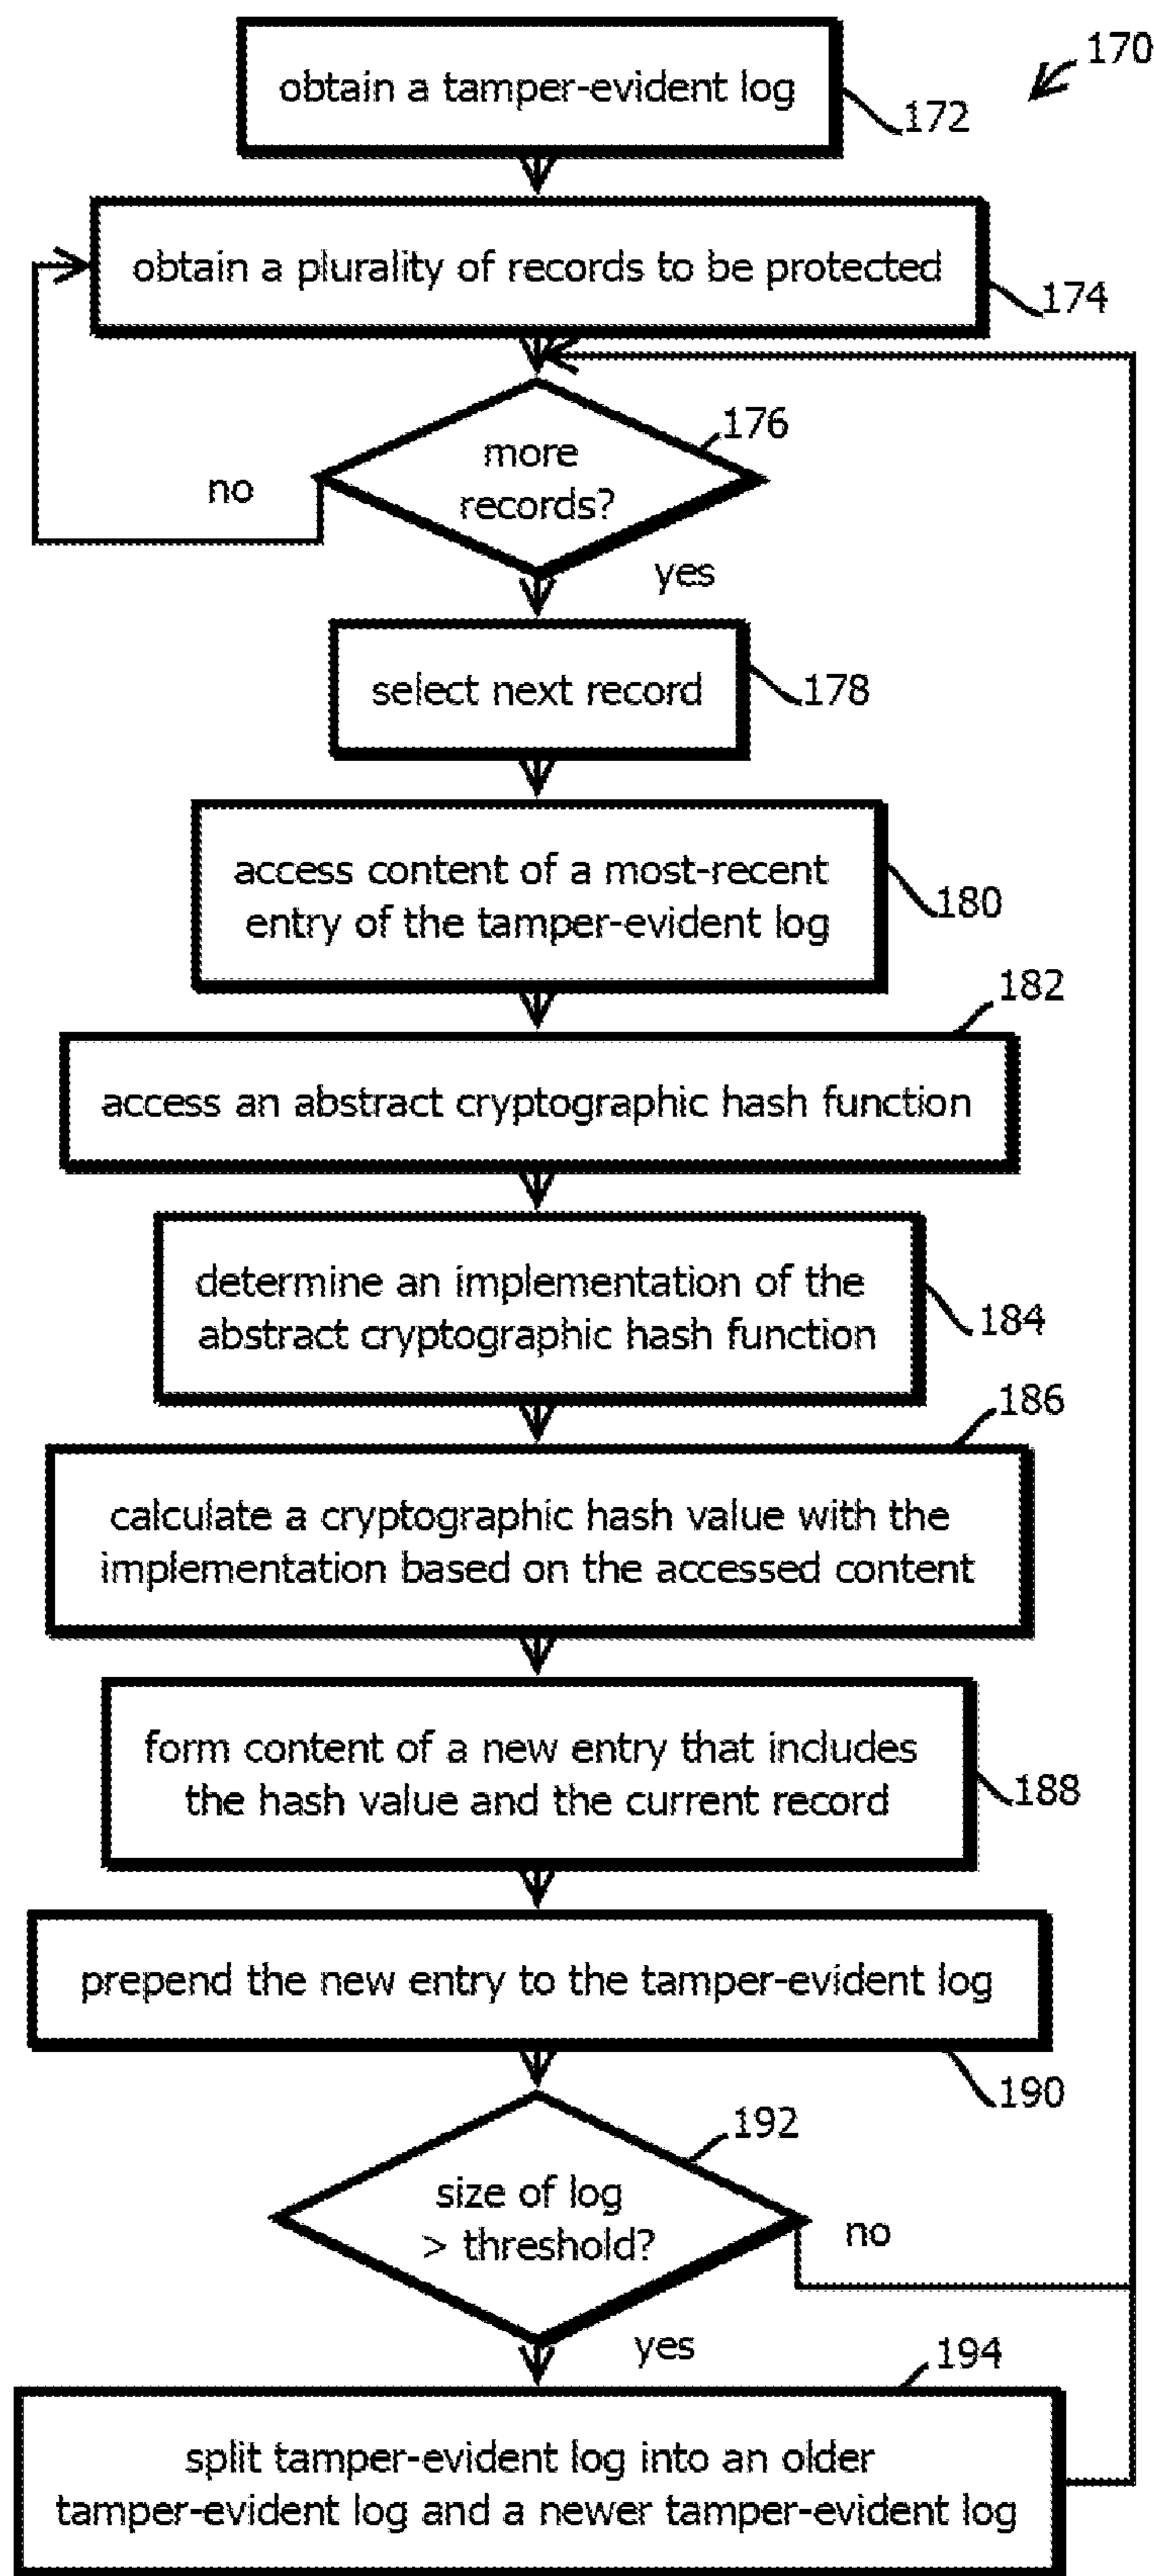 170
obtain a tamper-evident log
172
obtain a plurality of records to be protected
174
176
more
records?
no
yes
select next record
178
access content of a most-recent
entry of the tamper-evident log
180
182
access an abstract cryptographic hash function
determine an implementation of the
abstract cryptographic hash function
184
186
calculate a cryptographic hash value with the
implementation based on the accessed content
form content of a new entry that includes
the hash value and the current record
188
prepend the new entry to the tamper-evident log
190
192
size of log
> threshold?
no
yes
194
split tamper-evident log into an older
tamper-evident log and a newer tamper-evident log